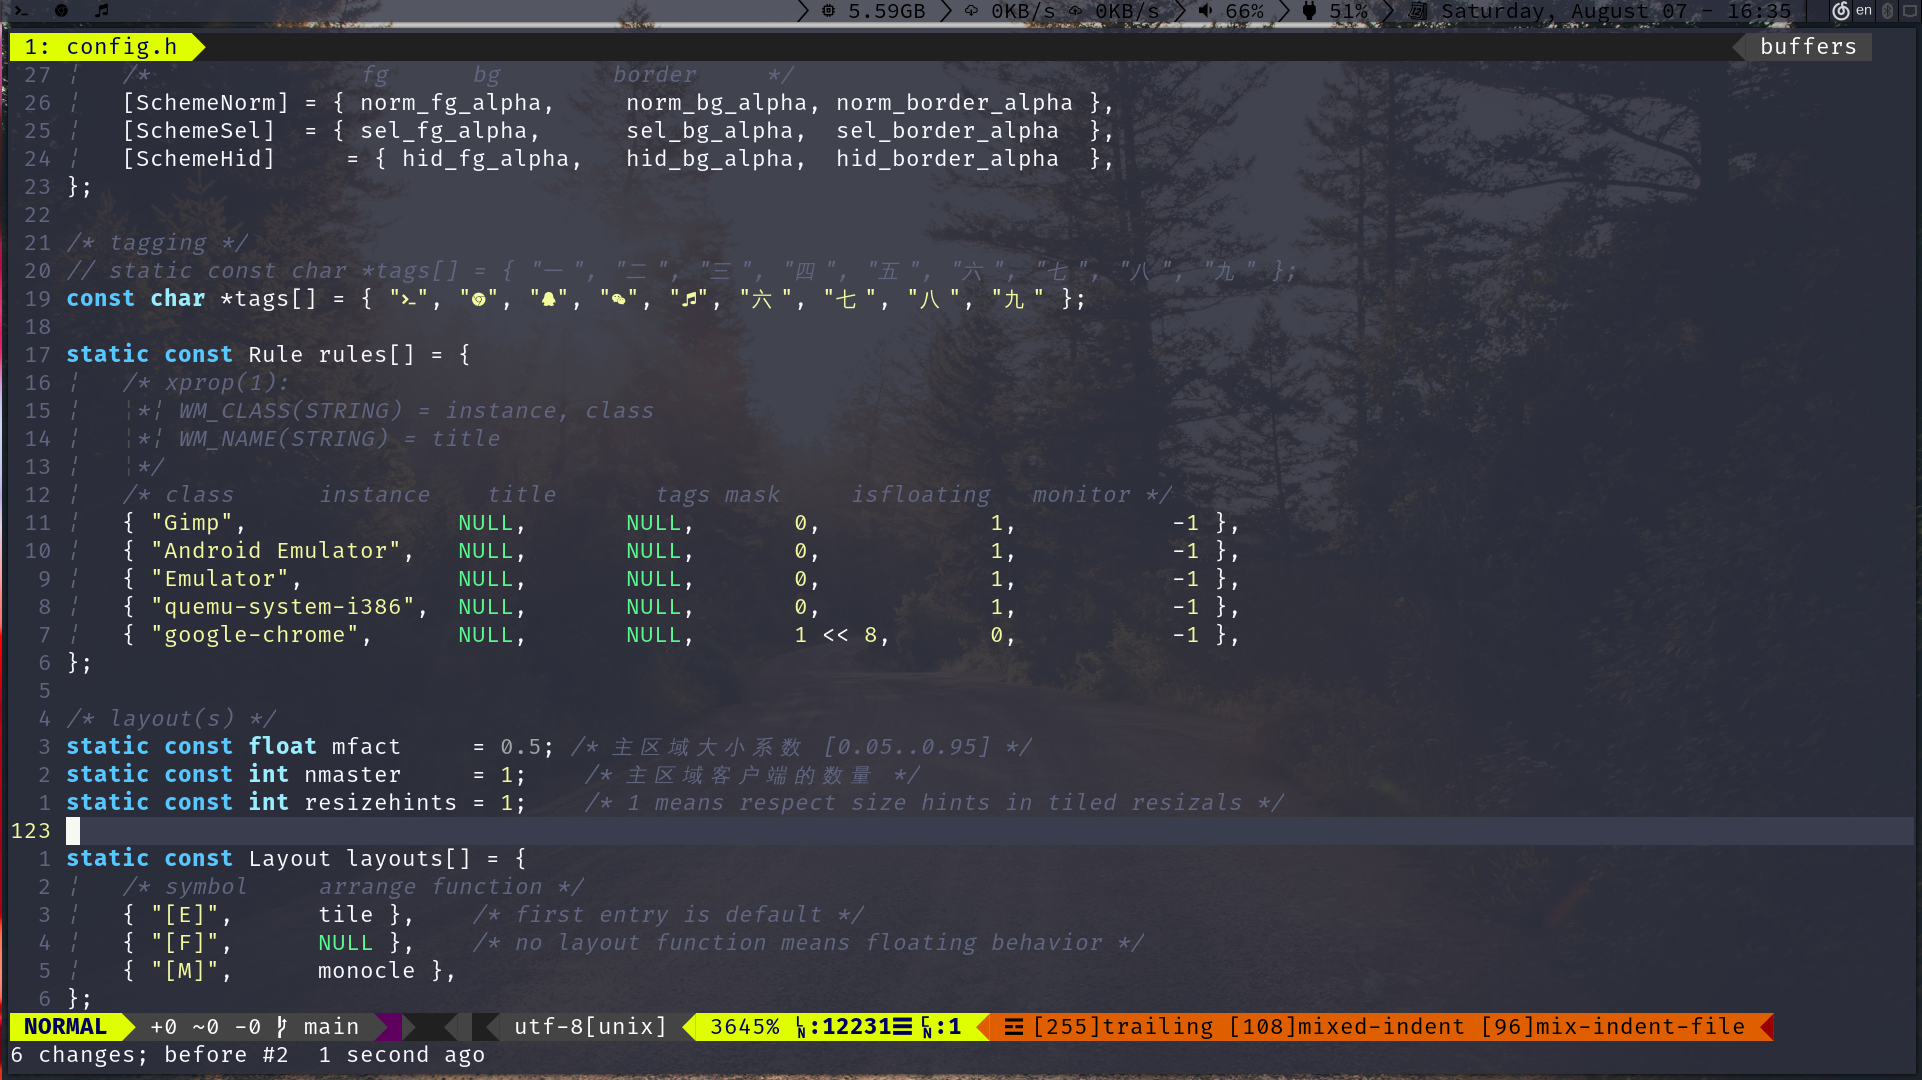 5.59GB 0KB/s 0KB/s 66% 51% Saturday, August 07 - 16:35 en
1: config.h buffers
27 /* fg bg border */
26 [SchemeNorm] = { norm_fg_alpha, norm_bg_alpha, norm_border_alpha },
25 [SchemeSel] = { sel_fg_alpha, sel_bg_alpha, sel_border_alpha },
24 [SchemeHid] = { hid_fg_alpha, hid_bg_alpha, hid_border_alpha },
23 };
22
21 /* tagging */
20 // static const char *tags[] = { "一", "二", "三", "四", "五", "六", "七", "八", "九" };
19 const char *tags[] = { "", "", "", "", "", "六", "七", "八", "九" };
18
17 static const Rule rules[] = {
16 /* xprop(1):
15 * WM_CLASS(STRING) = instance, class
14 * WM_NAME(STRING) = title
13 */
12 /* class instance title tags mask isfloating monitor */
11 { "Gimp", NULL, NULL, 0, 1, -1 },
10 { "Android Emulator", NULL, NULL, 0, 1, -1 },
9 { "Emulator", NULL, NULL, 0, 1, -1 },
8 { "quemu-system-i386", NULL, NULL, 0, 1, -1 },
7 { "google-chrome", NULL, NULL, 1 << 8, 0, -1 },
6 };
5
4 /* layout(s) */
3 static const float mfact = 0.5; /* 主区域大小系数 [0.05..0.95] */
2 static const int nmaster = 1; /* 主区域客户端的数量 */
1 static const int resizehints = 1; /* 1 means respect size hints in tiled resizals */
123
1 static const Layout layouts[] = {
2 /* symbol arrange function */
3 { "[E]", tile }, /* first entry is default */
4 { "[F]", NULL }, /* no layout function means floating behavior */
5 { "[M]", monocle },
6 };
NORMAL +0 ~0 -0 main utf-8[unix] 3645% LN:12231☰ CN:1 ☲ [255]trailing [108]mixed-indent [96]mix-indent-file
6 changes; before #2 1 second ago